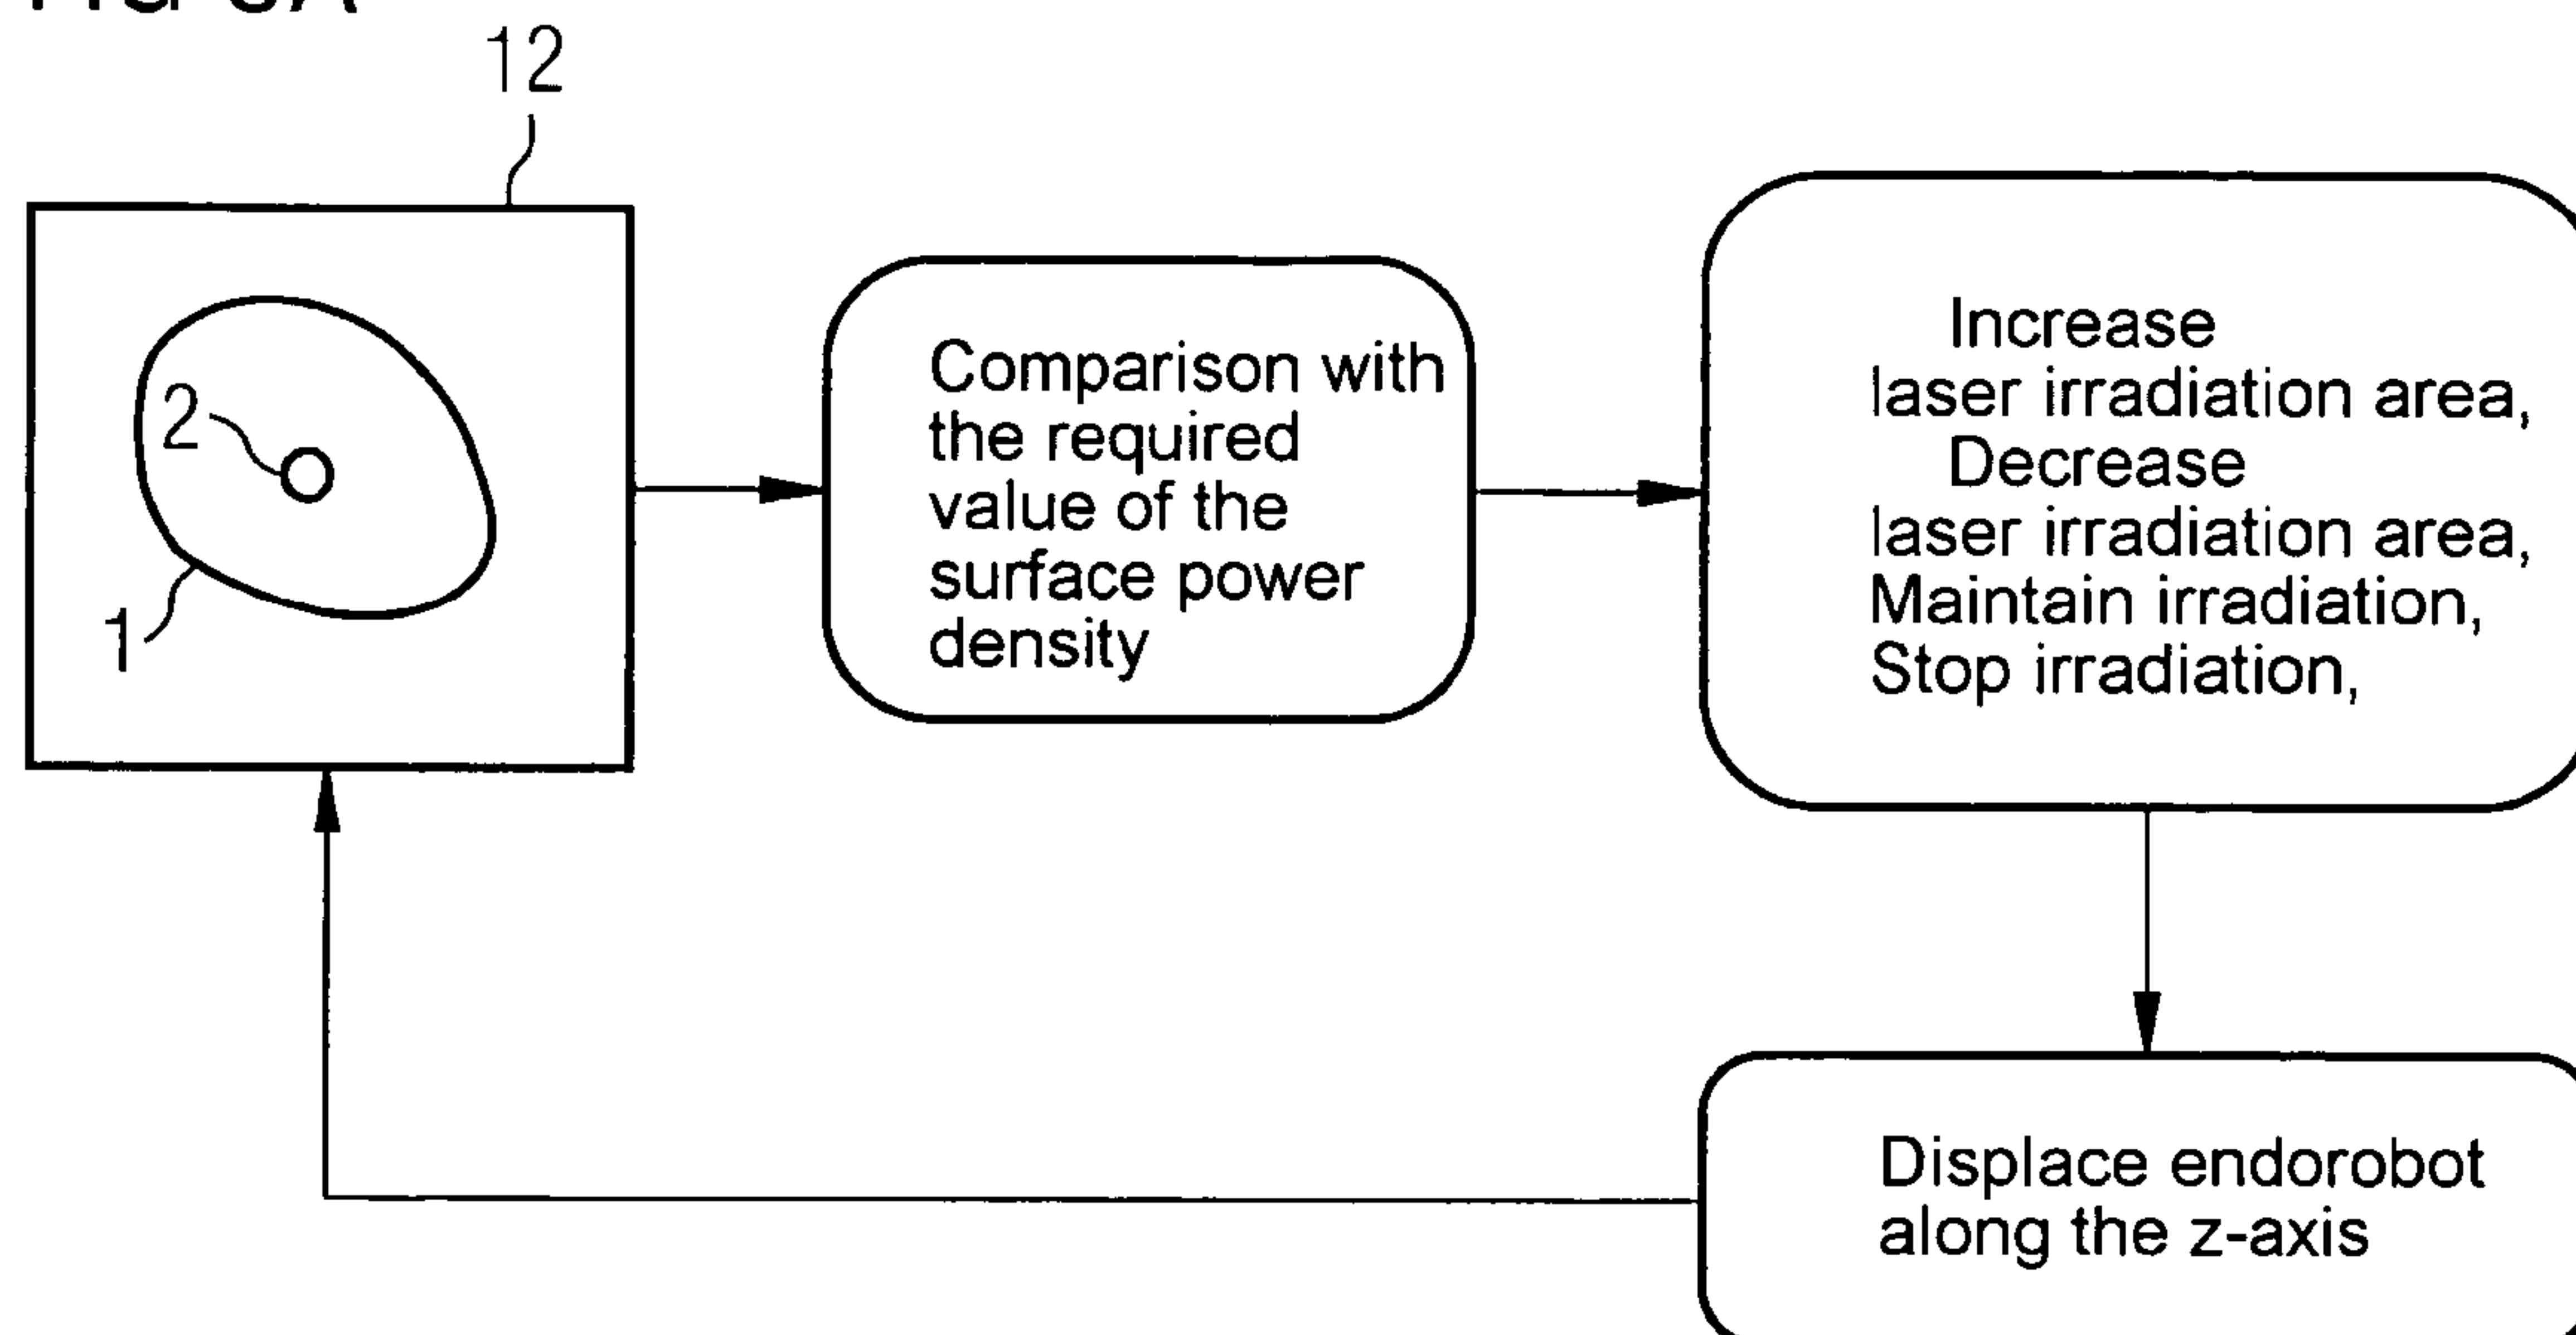 12
2
1
Comparison with
the required
value of the
surface power
density
Increase
laser irradiation area,
Decrease
laser irradiation area,
Maintain irradiation,
Stop irradiation,
Displace endorobot
along the z-axis